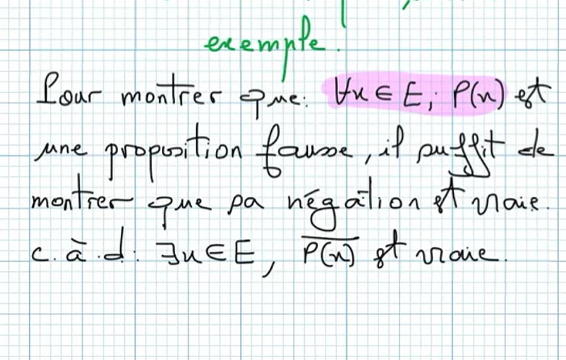 exemple.
Pour montrer que: ∀x ∈ E; P(x) est
une proposition fausse, il suffit de
montrer que sa négation est vraie.
c.à.d: ∃x ∈ E, P̅(̅x̅)̅ est vraie.